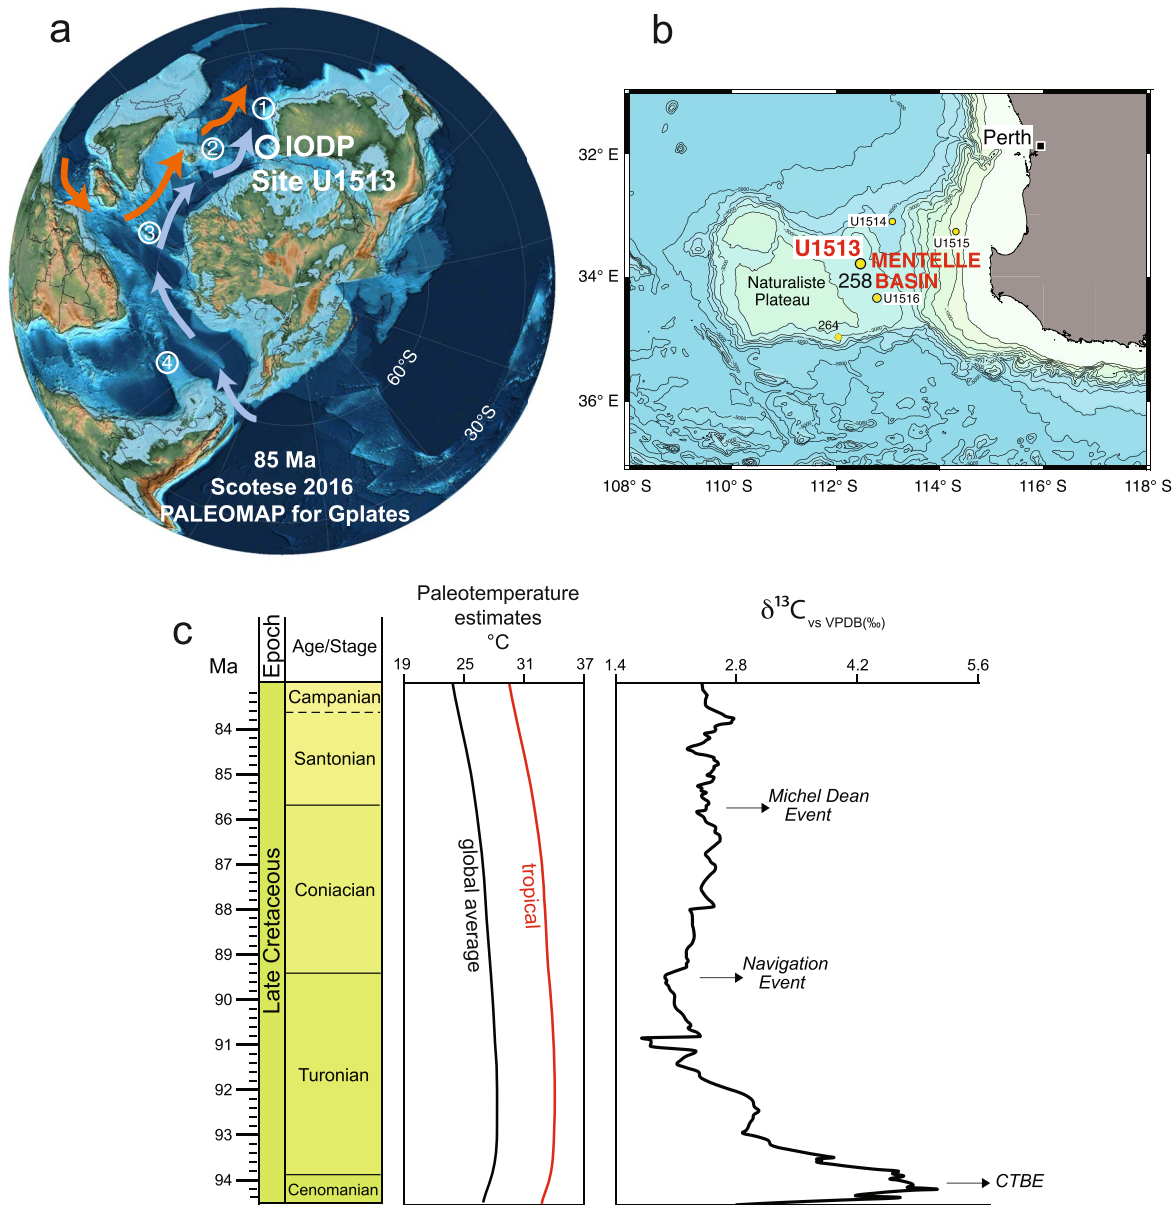 a
①
②
IODP
Site U1513
③
④
60°S
30°S
85 Ma
Scotese 2016
PALEOMAP for Gplates
b
Perth
32° E
34° E
36° E
U1514
U1515
U1513
MENTELLE
BASIN
258
U1516
Naturaliste
Plateau
264
108° S
110° S
112° S
114° S
116° S
118° S
c
Ma
Epoch
Age/Stage
Paleotemperature
estimates
°C
19 25 31 37
δ¹³C vs VPDB(‰)
1.4 2.8 4.2 5.6
84
85
86
87
88
89
90
91
92
93
94
Late Cretaceous
Campanian
Santonian
Coniacian
Turonian
Cenomanian
global average
tropical
Michel Dean
Event
Navigation
Event
CTBE